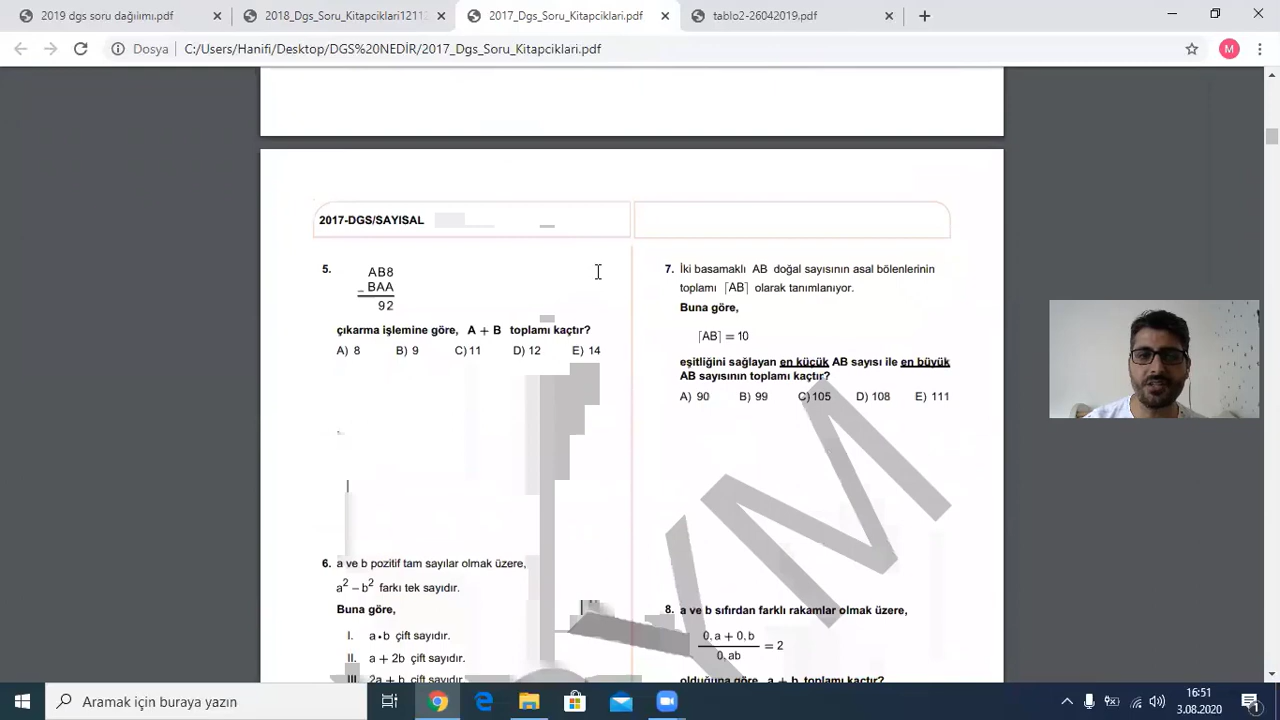 2019 dgs soru dağılımı.pdf
2018_Dgs_Soru_Kitapciklari12112
2017_Dgs_Soru_Kitapciklari.pdf
tablo2-26042019.pdf
Dosya
C:/Users/Hanifi/Desktop/DGS%20NEDİR/2017_Dgs_Soru_Kitapciklari.pdf
M
2017-DGS/SAYISAL
5.
AB8
_ BAA
92
çıkarma işlemine göre, A + B toplamı kaçtır?
A) 8 B) 9 C) 11 D) 12 E) 14
6. a ve b pozitif tam sayılar olmak üzere,
a² − b² farkı tek sayıdır.
Buna göre,
I. a • b çift sayıdır.
II. a + 2b çift sayıdır.
III. 2a + b çift sayıdır.
7. İki basamaklı AB doğal sayısının asal bölenlerinin
toplamı ⌈AB⌉ olarak tanımlanıyor.
Buna göre,
⌈AB⌉ = 10
eşitliğini sağlayan en küçük AB sayısı ile en büyük
AB sayısının toplamı kaçtır?
A) 90 B) 99 C) 105 D) 108 E) 111
8. a ve b sıfırdan farklı rakamlar olmak üzere,
0, a + 0, b
0, ab
= 2
olduğuna göre, a + b toplamı kaçtır?
YM
Aramak için buraya yazın
16:51
3.08.2020
1